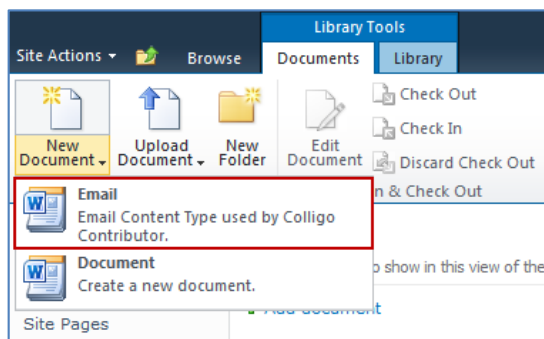 Library Tools
Site Actions Browse Documents Library
New Document
Upload Document
New Folder
Edit Document
Check Out
Check In
Discard Check Out
n & Check Out
Email
Email Content Type used by Colligo
Contributor.
Document
Create a new document.
o show in this view of the
Add document
Site Pages